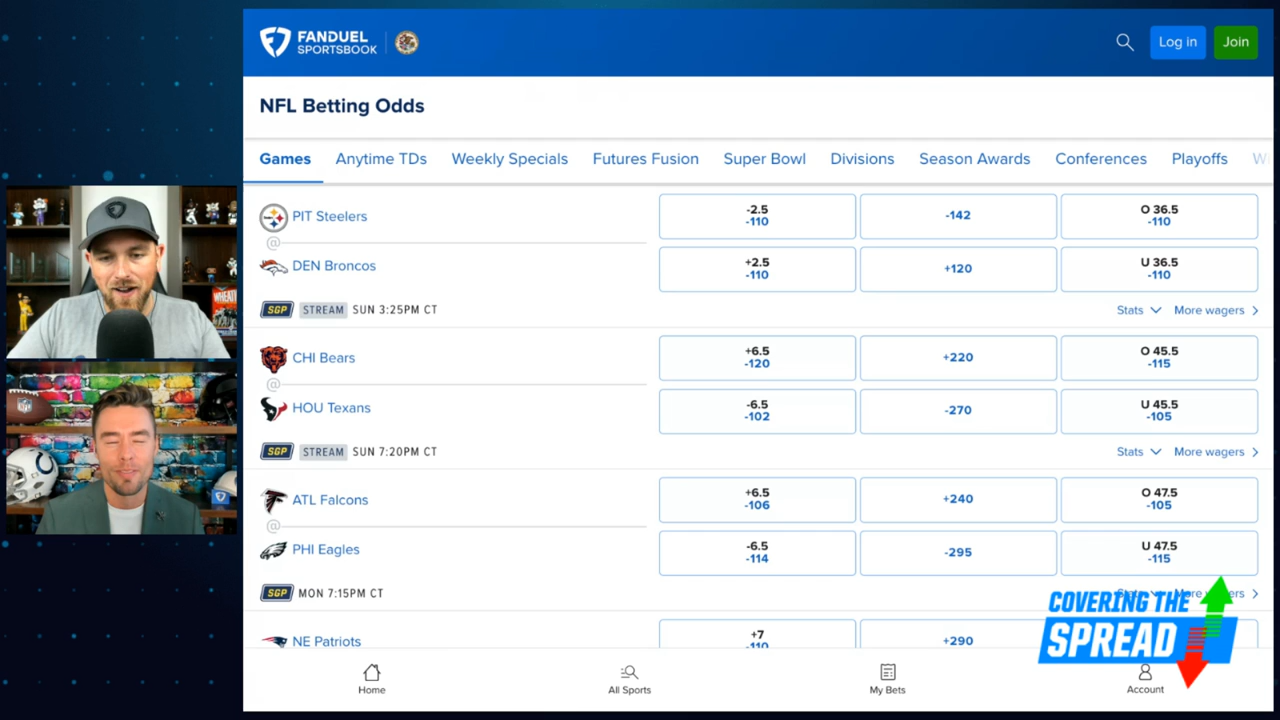 FANDUEL
SPORTSBOOK
Log in
Join
NFL Betting Odds
Games
Anytime TDs
Weekly Specials
Futures Fusion
Super Bowl
Divisions
Season Awards
Conferences
Playoffs
PIT Steelers
-2.5
-110
-142
O 36.5
-110
@
DEN Broncos
+2.5
-110
+120
U 36.5
-110
SGP
STREAM
SUN 3:25PM CT
Stats
More wagers
CHI Bears
+6.5
-120
+220
O 45.5
-115
@
HOU Texans
-6.5
-102
-270
U 45.5
-105
SGP
STREAM
SUN 7:20PM CT
Stats
More wagers
ATL Falcons
+6.5
-106
+240
O 47.5
-105
@
PHI Eagles
-6.5
-114
-295
U 47.5
-115
SGP
MON 7:15PM CT
NE Patriots
+7
-110
+290
COVERING THE
SPREAD
Home
All Sports
My Bets
Account
NFL